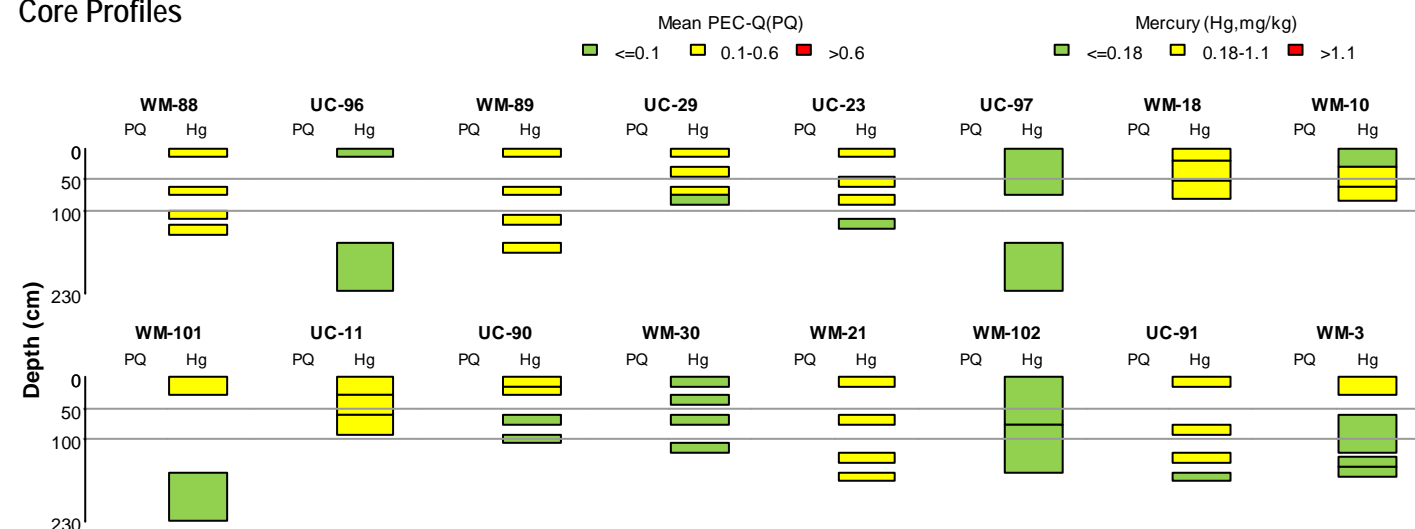 Core Profiles
Mean PEC-Q(PQ) Mercury (Hg,mg/kg)
<=0.1 0.1-0.6 >0.6 <=0.18 0.18-1.1 >1.1
WM-88 UC-96 WM-89 UC-29 UC-23 UC-97 WM-18 WM-10
PQ Hg PQ Hg PQ Hg PQ Hg PQ Hg PQ Hg PQ Hg PQ Hg
0
50
100
230
Depth (cm)
WM-101 UC-11 UC-90 WM-30 WM-21 WM-102 UC-91 WM-3
PQ Hg PQ Hg PQ Hg PQ Hg PQ Hg PQ Hg PQ Hg PQ Hg
0
50
100
230